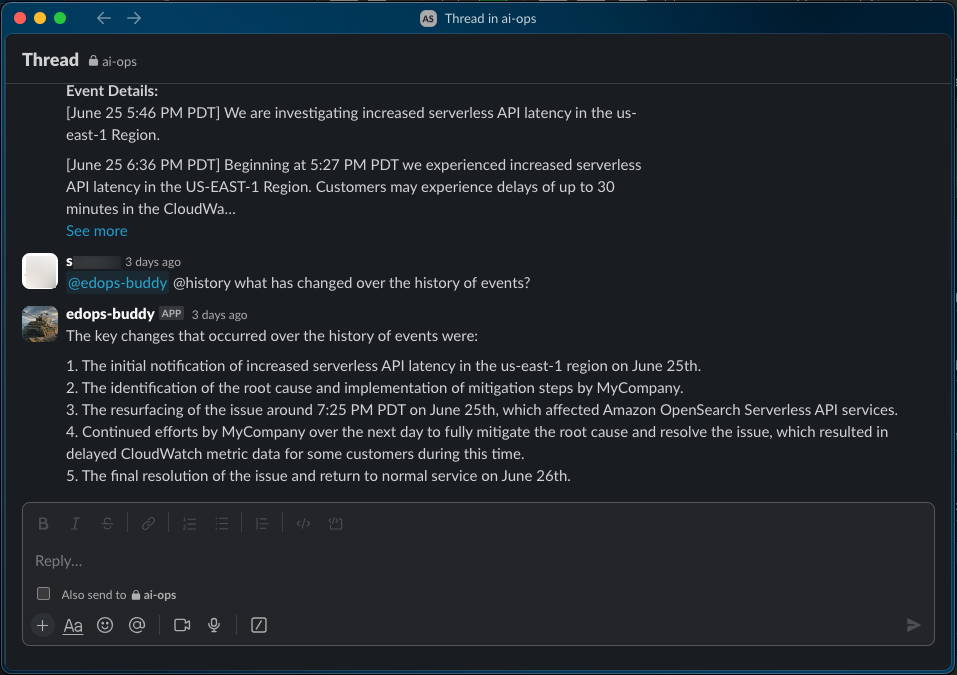 AS Thread in ai-ops
Thread ai-ops
Event Details:
[June 25 5:46 PM PDT] We are investigating increased serverless API latency in the us-
east-1 Region.
[June 25 6:36 PM PDT] Beginning at 5:27 PM PDT we experienced increased serverless
API latency in the US-EAST-1 Region. Customers may experience delays of up to 30
minutes in the CloudWa...
See more
s 3 days ago
@edops-buddy @history what has changed over the history of events?
edops-buddy APP 3 days ago
The key changes that occurred over the history of events were:
1. The initial notification of increased serverless API latency in the us-east-1 region on June 25th.
2. The identification of the root cause and implementation of mitigation steps by MyCompany.
3. The resurfacing of the issue around 7:25 PM PDT on June 25th, which affected Amazon OpenSearch Serverless API services.
4. Continued efforts by MyCompany over the next day to fully mitigate the root cause and resolve the issue, which resulted in
delayed CloudWatch metric data for some customers during this time.
5. The final resolution of the issue and return to normal service on June 26th.
B I S
Reply...
Also send to ai-ops
Aa